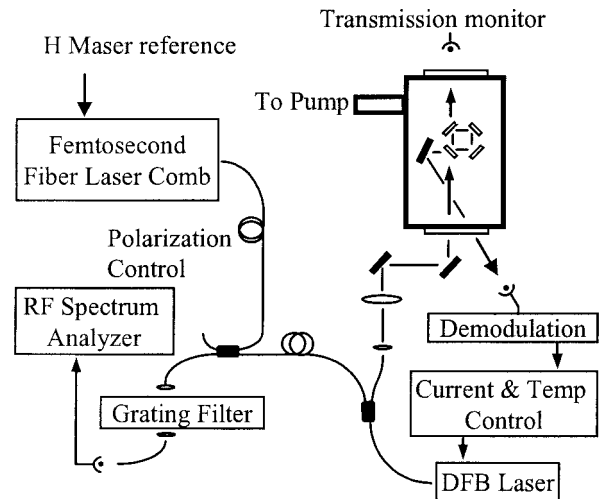 Transmission monitor
H Maser reference
To Pump
Femtosecond
Fiber Laser Comb
Polarization
Control
RF Spectrum
Analyzer
Demodulation
Grating Filter
Current & Temp
Control
DFB Laser